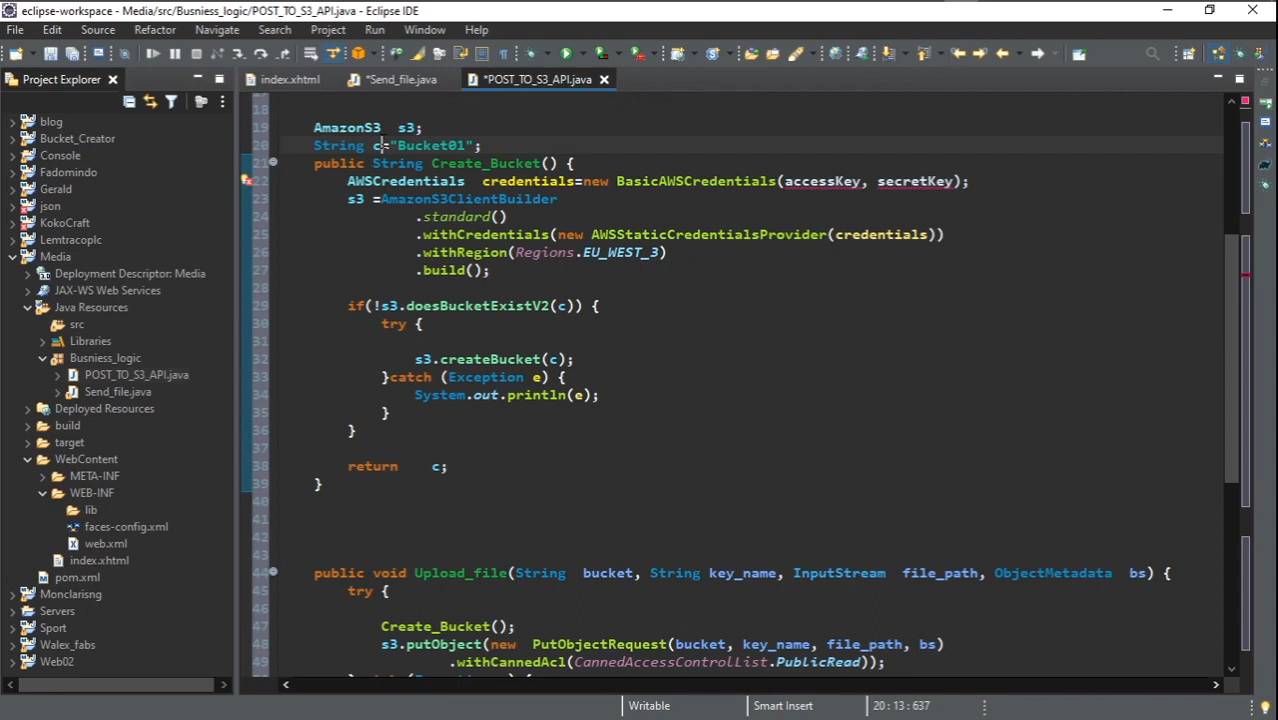 eclipse-workspace - Media/src/Busniess_logic/POST_TO_S3_API.java - Eclipse IDE
File Edit Source Refactor Navigate Search Project Run Window Help
Project Explorer
index.xhtml *Send_file.java *POST_TO_S3_API.java
blog
Bucket_Creator
Console
Fadomindo
Gerald
json
KokoCraft
Lemtracoplc
Media
Deployment Descriptor: Media
JAX-WS Web Services
Java Resources
src
Libraries
Busniess_logic
POST_TO_S3_API.java
Send_file.java
Deployed Resources
build
target
WebContent
META-INF
WEB-INF
lib
faces-config.xml
web.xml
index.xhtml
pom.xml
Monclarisng
Servers
Sport
Walex_fabs
Web02
18
19 AmazonS3 s3;
20 String c="Bucket01";
21 public String Create_Bucket() {
22 AWSCredentials credentials=new BasicAWSCredentials(accessKey, secretKey);
23 s3 =AmazonS3ClientBuilder
24 .standard()
25 .withCredentials(new AWSStaticCredentialsProvider(credentials))
26 .withRegion(Regions.EU_WEST_3)
27 .build();
28
29 if(!s3.doesBucketExistV2(c)) {
30 try {
31
32 s3.createBucket(c);
33 }catch (Exception e) {
34 System.out.println(e);
35 }
36 }
37
38 return c;
39 }
40
41
42
43
44 public void Upload_file(String bucket, String key_name, InputStream file_path, ObjectMetadata bs) {
45 try {
46
47 Create_Bucket();
48 s3.putObject(new PutObjectRequest(bucket, key_name, file_path, bs)
49 .withCannedAcl(CannedAccessControlList.PublicRead));
Writable Smart Insert 20 : 13 : 637